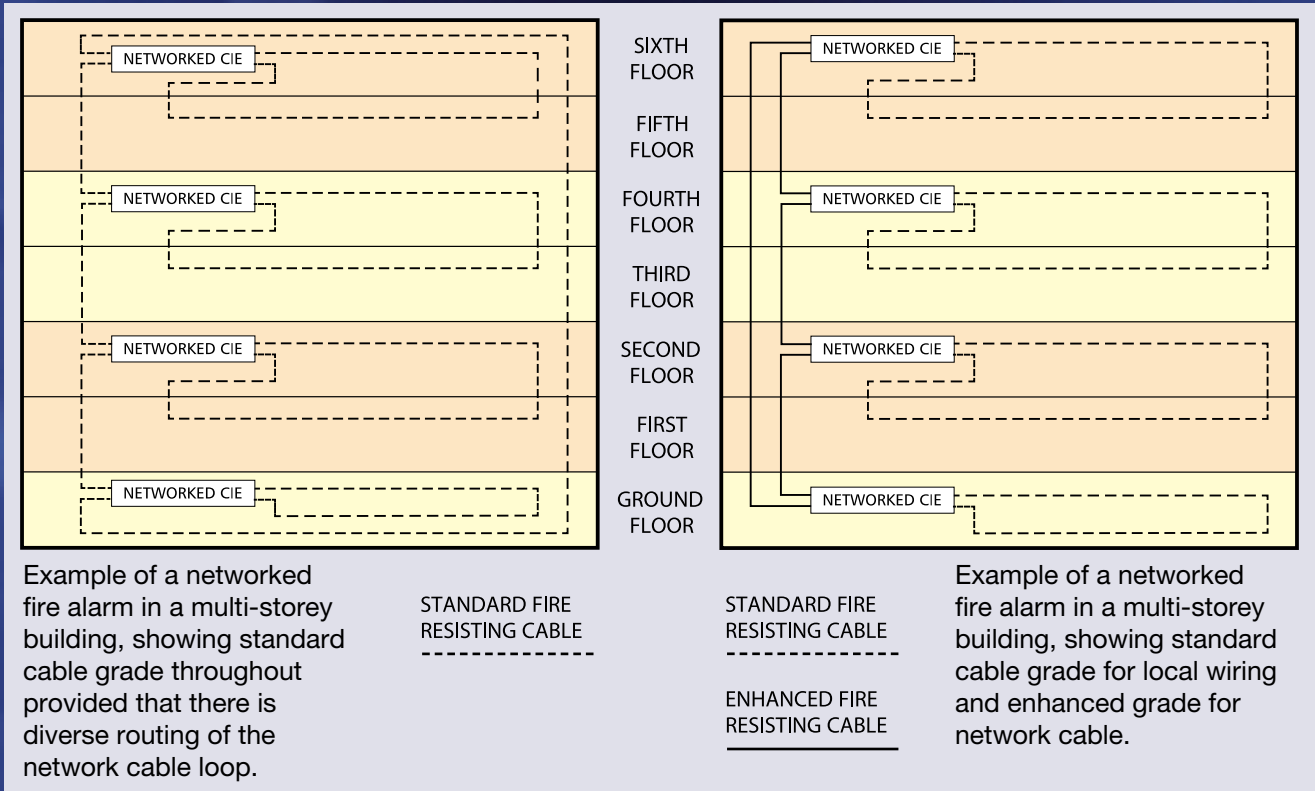 NETWORKED CIE
NETWORKED CIE
NETWORKED CIE
NETWORKED CIE
SIXTH
FLOOR
FIFTH
FLOOR
FOURTH
FLOOR
THIRD
FLOOR
SECOND
FLOOR
FIRST
FLOOR
GROUND
FLOOR
NETWORKED CIE
NETWORKED CIE
NETWORKED CIE
NETWORKED CIE
Example of a networked
fire alarm in a multi-storey
building, showing standard
cable grade throughout
provided that there is
diverse routing of the
network cable loop.
STANDARD FIRE
RESISTING CABLE
STANDARD FIRE
RESISTING CABLE
ENHANCED FIRE
RESISTING CABLE
Example of a networked
fire alarm in a multi-storey
building, showing standard
cable grade for local wiring
and enhanced grade for
network cable.